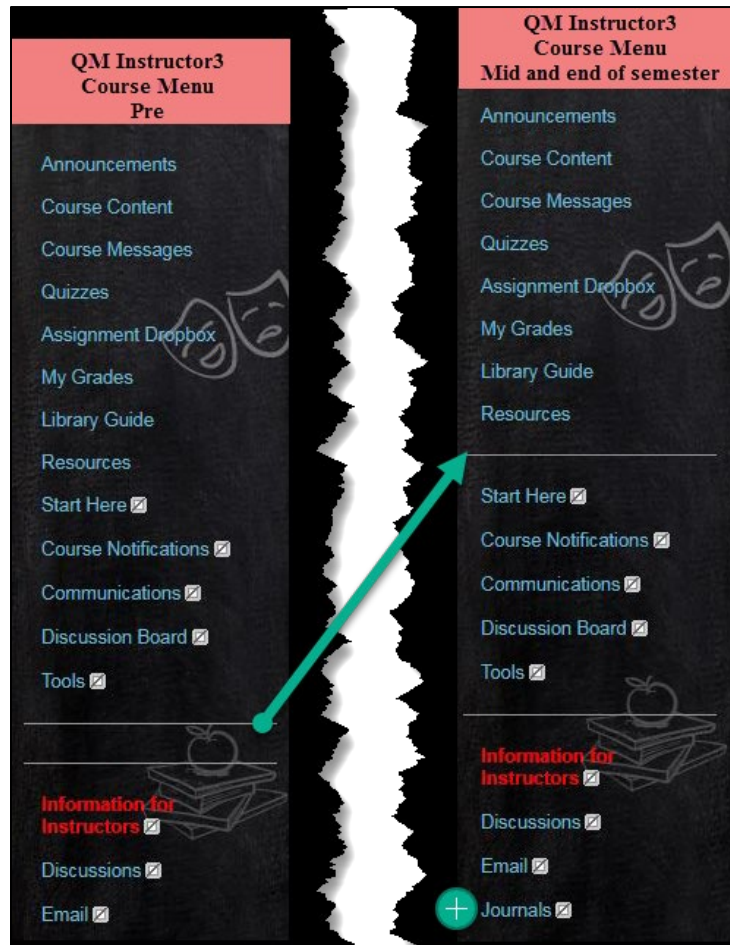 QM Instructor3
Course Menu
Pre
Announcements
Course Content
Course Messages
Quizzes
Assignment Dropbox
My Grades
Library Guide
Resources
Start Here
Course Notifications
Communications
Discussion Board
Tools
Information for
Instructors
Discussions
Email
QM Instructor3
Course Menu
Mid and end of semester
Announcements
Course Content
Course Messages
Quizzes
Assignment Dropbox
My Grades
Library Guide
Resources
Start Here
Course Notifications
Communications
Discussion Board
Tools
Information for
Instructors
Discussions
Email
Journals